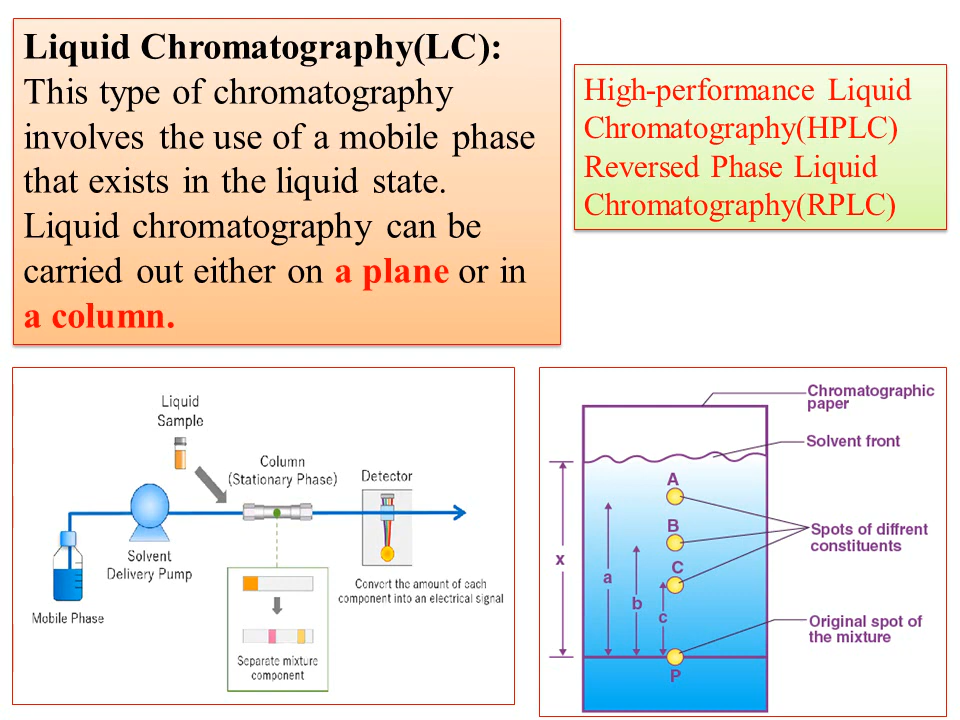 Liquid Chromatography(LC):
This type of chromatography
involves the use of a mobile phase
that exists in the liquid state.
Liquid chromatography can be
carried out either on a plane or in
a column.
High-performance Liquid
Chromatography(HPLC)
Reversed Phase Liquid
Chromatography(RPLC)
Liquid
Sample
Column
(Stationary Phase)
Detector
Solvent
Delivery Pump
Mobile Phase
Convert the amount of each
component into an electrical signal
Separate mixture
component
Chromatographic
paper
Solvent front
A
B
C
Spots of diffrent
constituents
x
a
b
c
Original spot of
the mixture
P